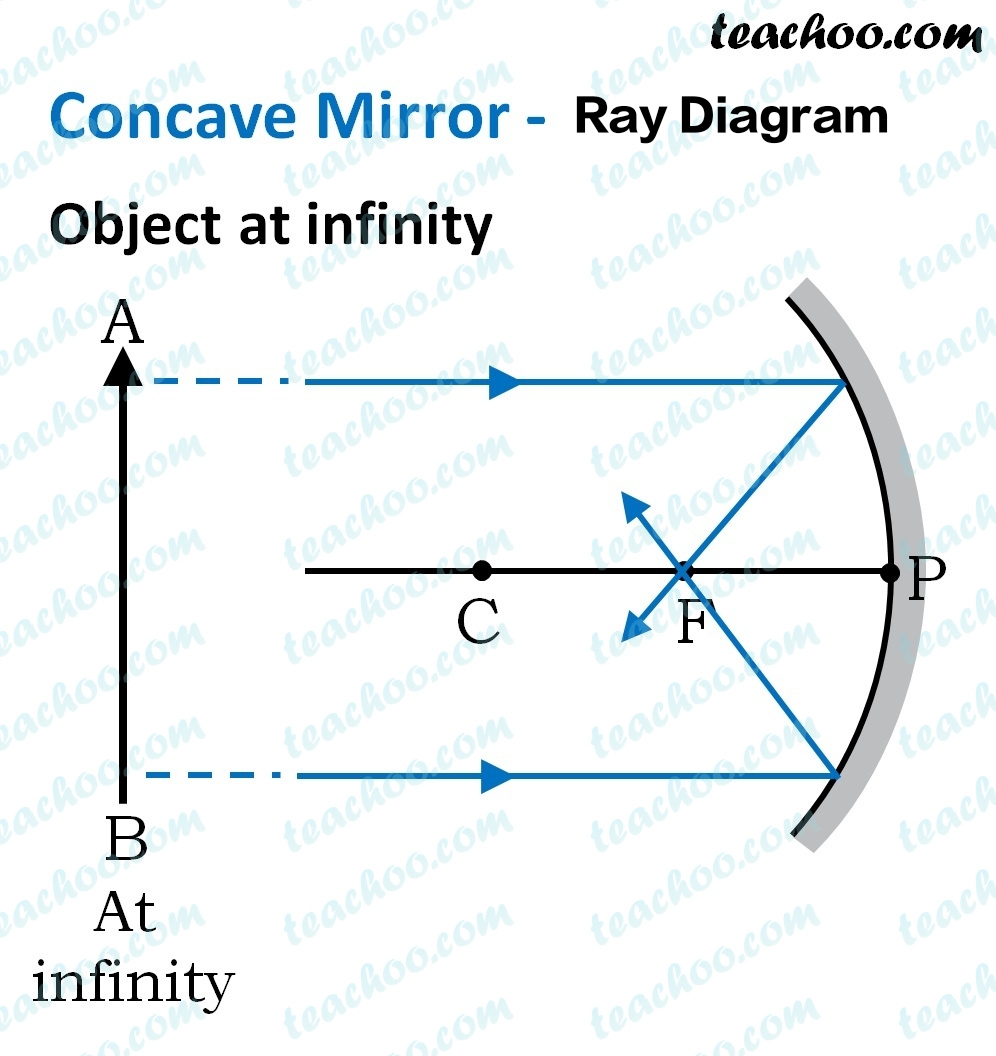 teachoo.com
Concave Mirror - Ray Diagram
Object at infinity
A
C
F
P
B
At
infinity